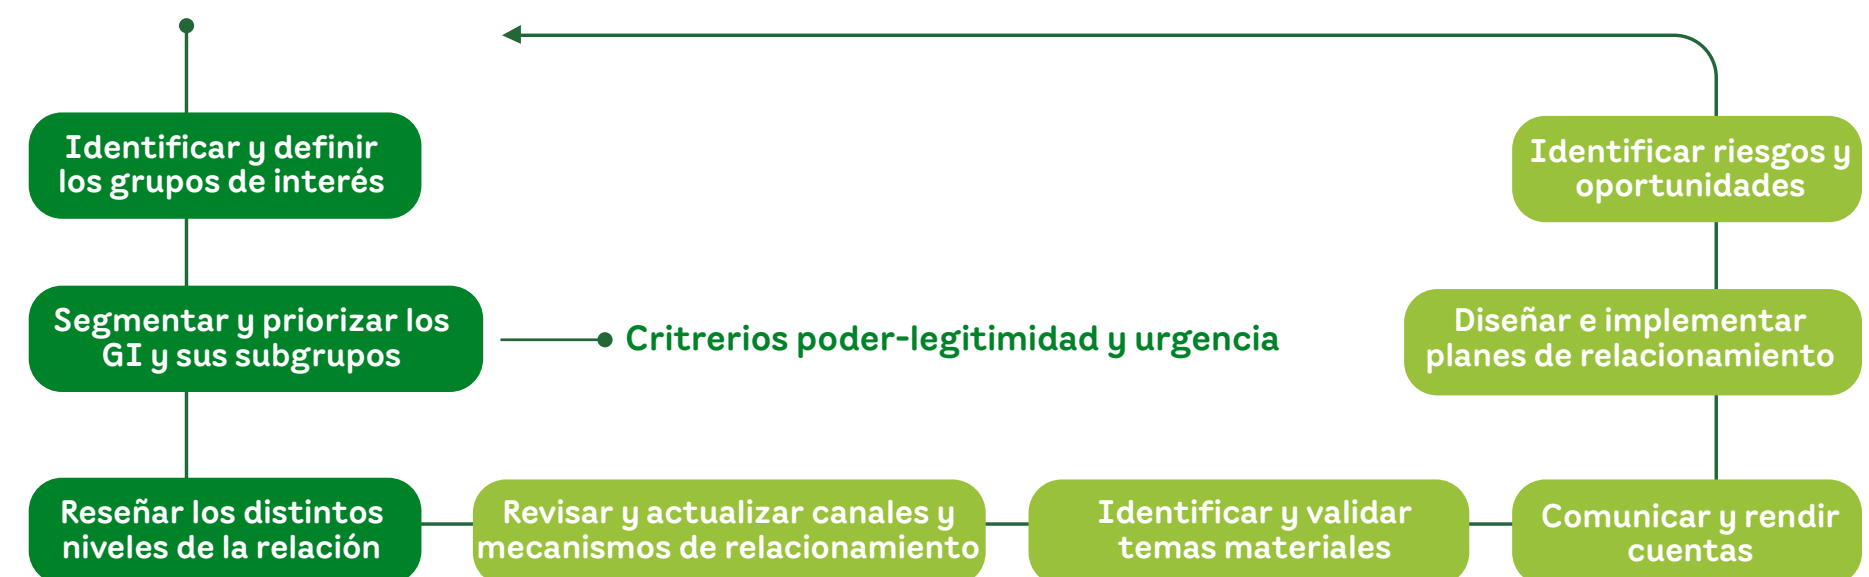 Identificar y definir
los grupos de interés
Segmentar y priorizar los
GI y sus subgrupos
Critrerios poder-legitimidad y urgencia
Reseñar los distintos
niveles de la relación
Revisar y actualizar canales y
mecanismos de relacionamiento
Identificar y validar
temas materiales
Comunicar y rendir
cuentas
Diseñar e implementar
planes de relacionamiento
Identificar riesgos y
oportunidades